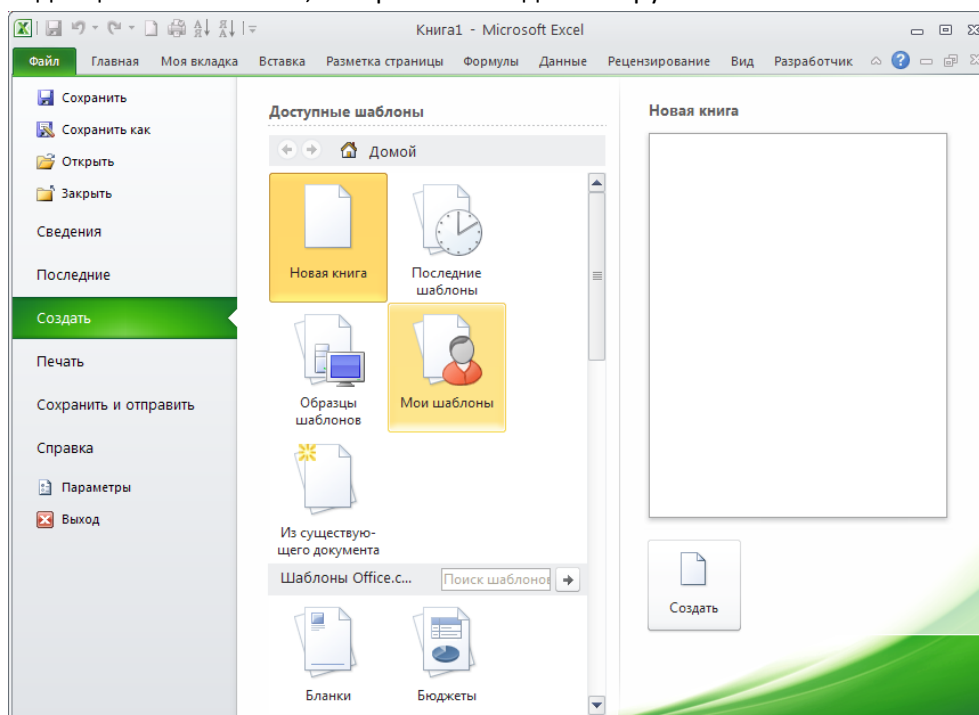 Книга1 - Microsoft Excel
Файл Главная Моя вкладка Вставка Разметка страницы Формулы Данные Рецензирование Вид Разработчик
Сохранить
Сохранить как
Открыть
Закрыть
Сведения
Последние
Создать
Печать
Сохранить и отправить
Справка
Параметры
Выход
Доступные шаблоны
Домой
Новая книга
Последние
шаблоны
Образцы
шаблонов
Мои шаблоны
Из существую-
щего документа
Шаблоны Office.c... Поиск шаблонов
Бланки
Бюджеты
Новая книга
Создать